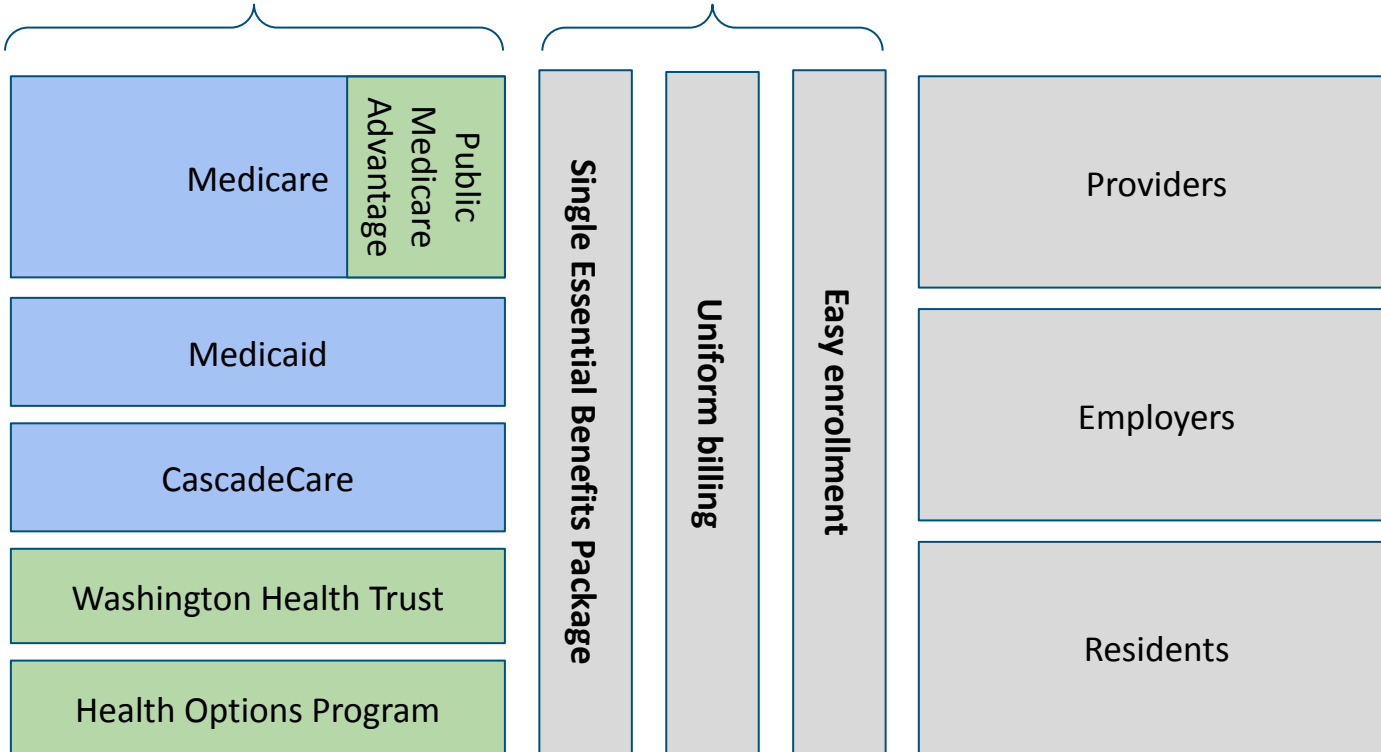 Medicare
Public
Medicare
Advantage
Medicaid
CascadeCare
Washington Health Trust
Health Options Program
Single Essential Benefits Package
Uniform billing
Easy enrollment
Providers
Employers
Residents